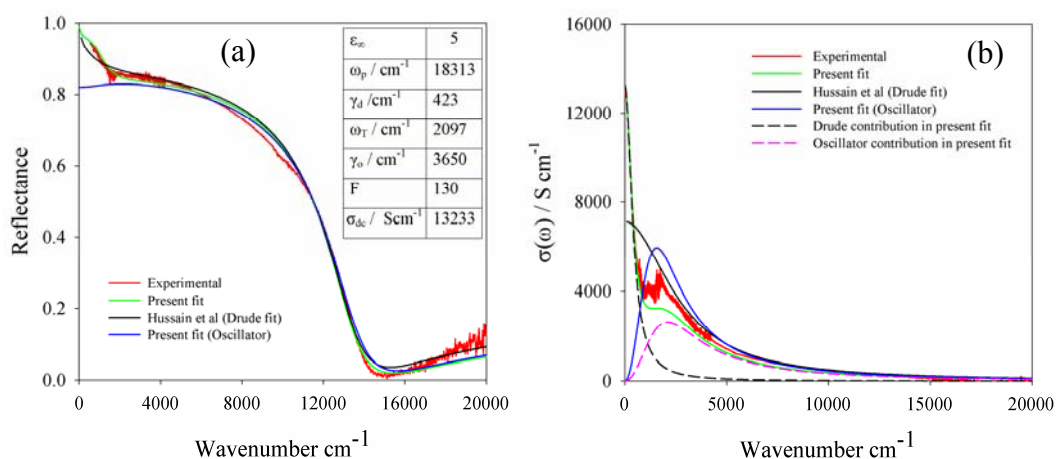 (a)
ε∞ 5
ωp / cm-1 18313
γd /cm-1 423
ωT / cm-1 2097
γo / cm-1 3650
F 130
σdc / Scm-1 13233
Experimental
Present fit
Hussain et al (Drude fit)
Present fit (Oscillator)
Reflectance
1.0
0.8
0.6
0.4
0.2
0.0
0 4000 8000 12000 16000 20000
Wavenumber cm-1
(b)
Experimental
Present fit
Hussain et al (Drude fit)
Present fit (Oscillator)
Drude contribution in present fit
Oscillator contribution in present fit
σ(ω) / S cm-1
16000
12000
8000
4000
0
0 5000 10000 15000 20000
Wavenumber cm-1